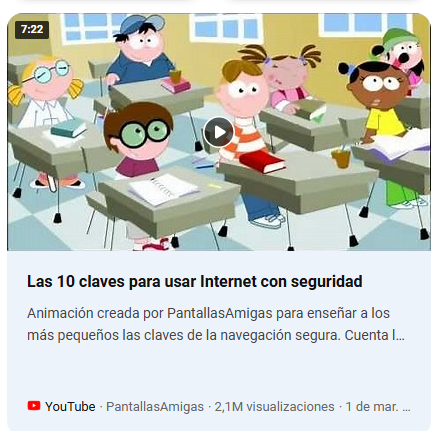 7:22
Las 10 claves para usar Internet con seguridad
Animación creada por PantallasAmigas para enseñar a los
más pequeños las claves de la navegación segura. Cuenta l...
YouTube · PantallasAmigas · 2,1M visualizaciones · 1 de mar. ...